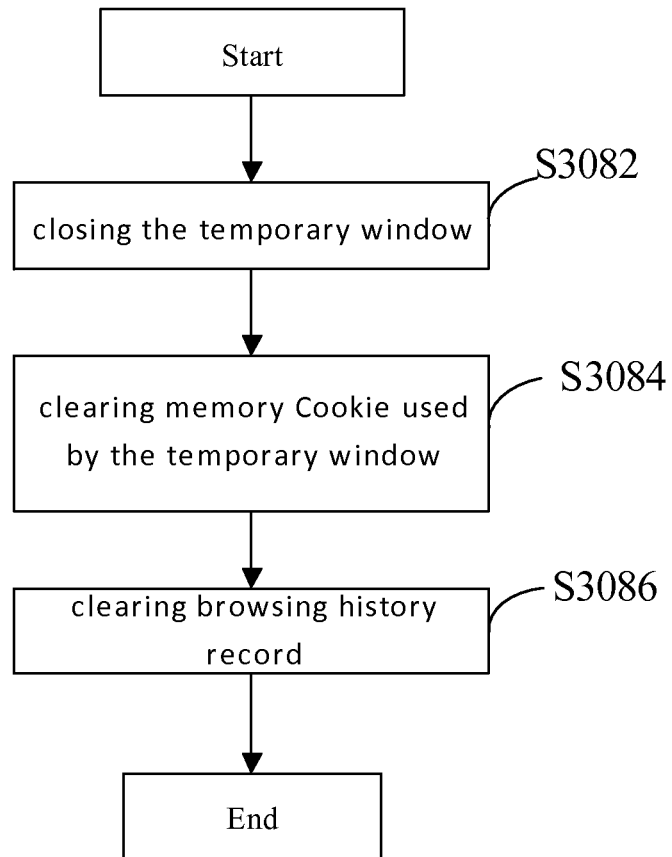 Start
S3082
closing the temporary window
S3084
clearing memory Cookie used
by the temporary window
S3086
clearing browsing history
record
End